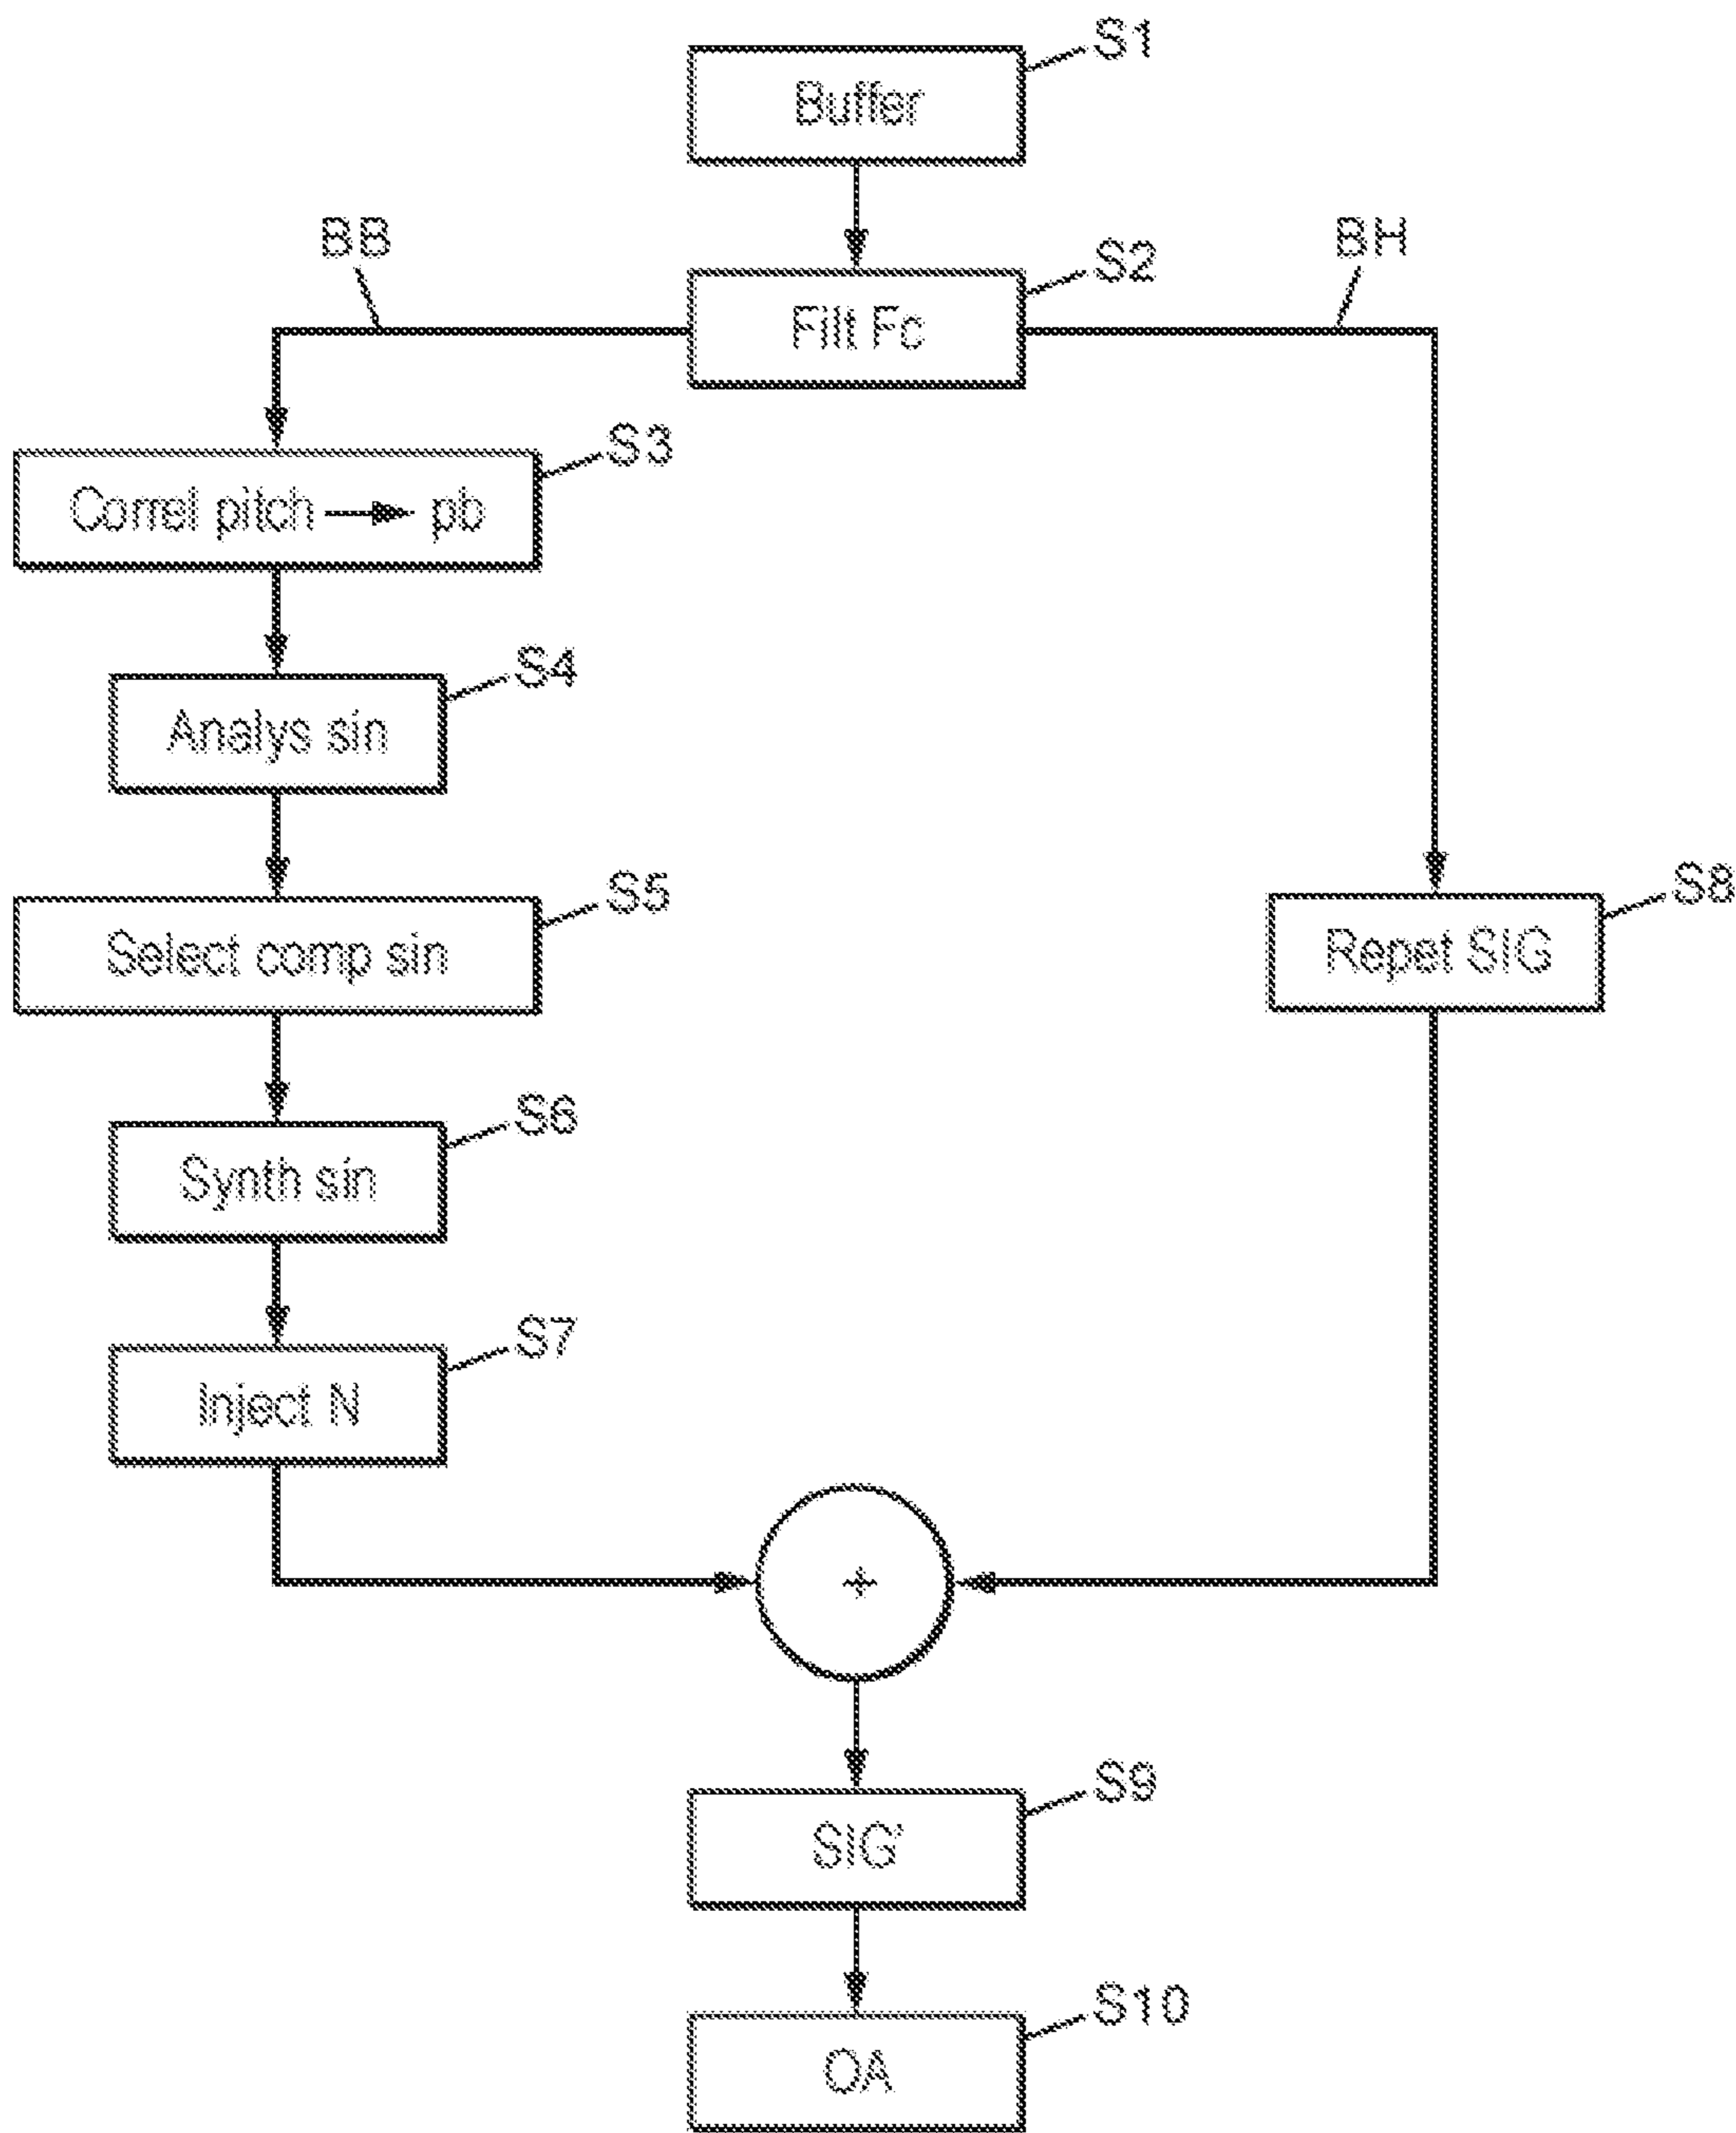 S1
Buffer
BB
S2
BH
Filt Fc
S3
Correl pitch → pb
S4
Analys sin
S5
Select comp sin
S8
Repet SIG
S6
Synth sin
S7
Inject N
+
S9
SIG'
S10
OA